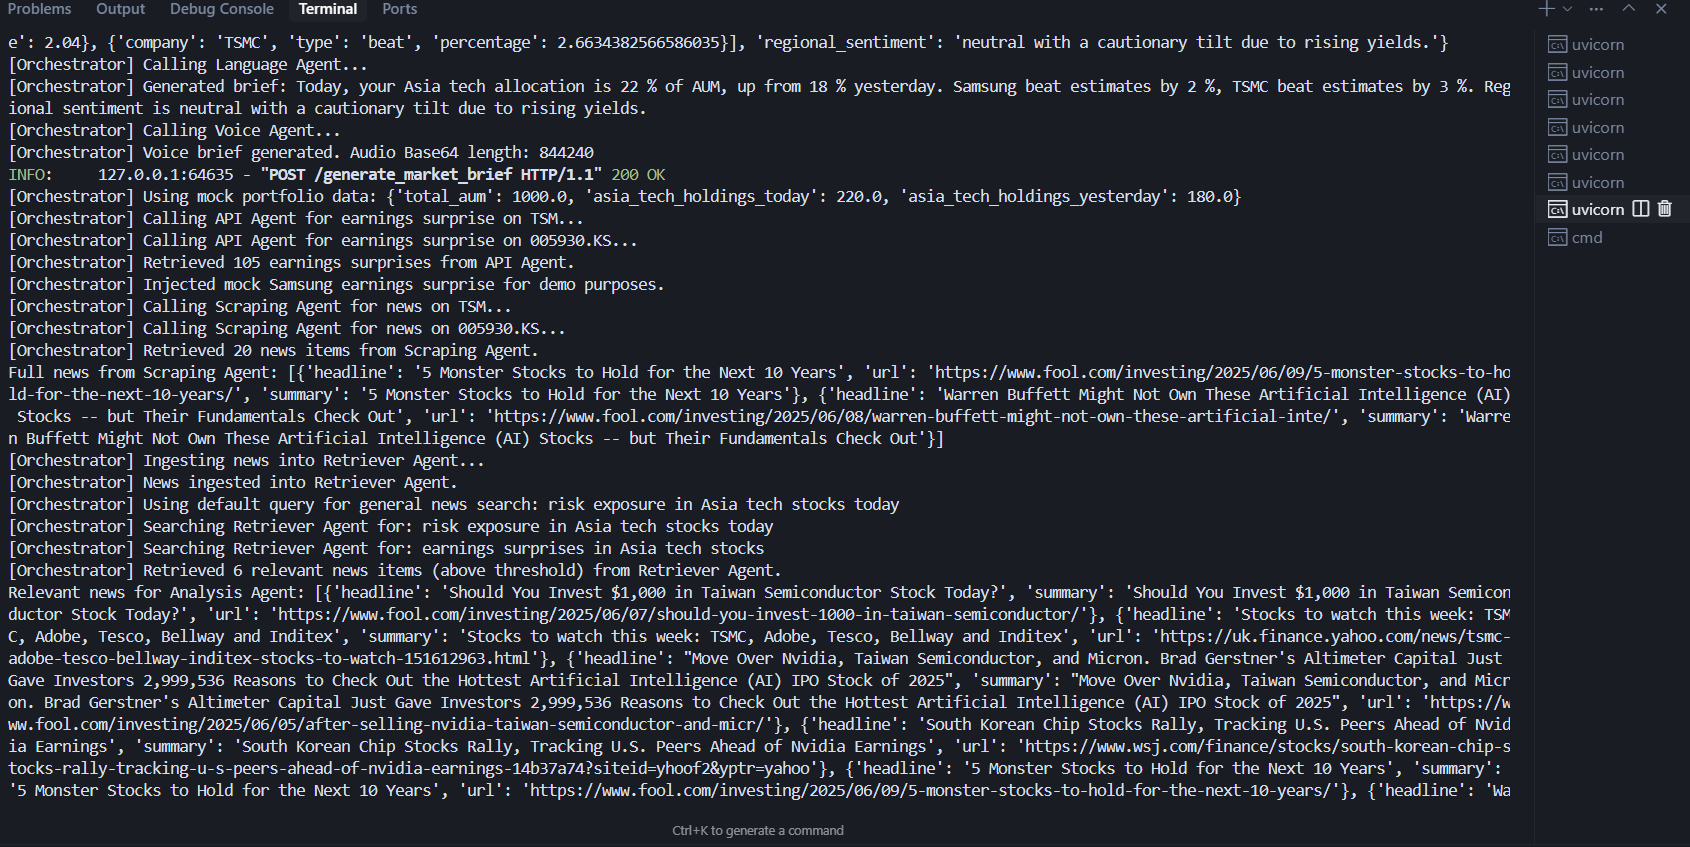 Problems Output Debug Console Terminal Ports
e': 2.04}, {'company': 'TSMC', 'type': 'beat', 'percentage': 2.6634382566586035}], 'regional_sentiment': 'neutral with a cautionary tilt due to rising yields.'}
[Orchestrator] Calling Language Agent...
[Orchestrator] Generated brief: Today, your Asia tech allocation is 22 % of AUM, up from 18 % yesterday. Samsung beat estimates by 2 %, TSMC beat estimates by 3 %. Reg
ional sentiment is neutral with a cautionary tilt due to rising yields.
[Orchestrator] Calling Voice Agent...
[Orchestrator] Voice brief generated. Audio Base64 length: 844240
INFO:     127.0.0.1:64635 - "POST /generate_market_brief HTTP/1.1" 200 OK
[Orchestrator] Using mock portfolio data: {'total_aum': 1000.0, 'asia_tech_holdings_today': 220.0, 'asia_tech_holdings_yesterday': 180.0}
[Orchestrator] Calling API Agent for earnings surprise on TSM...
[Orchestrator] Calling API Agent for earnings surprise on 005930.KS...
[Orchestrator] Retrieved 105 earnings surprises from API Agent.
[Orchestrator] Injected mock Samsung earnings surprise for demo purposes.
[Orchestrator] Calling Scraping Agent for news on TSM...
[Orchestrator] Calling Scraping Agent for news on 005930.KS...
[Orchestrator] Retrieved 20 news items from Scraping Agent.
Full news from Scraping Agent: [{'headline': '5 Monster Stocks to Hold for the Next 10 Years', 'url': 'https://www.fool.com/investing/2025/06/09/5-monster-stocks-to-ho
ld-for-the-next-10-years/', 'summary': '5 Monster Stocks to Hold for the Next 10 Years'}, {'headline': 'Warren Buffett Might Not Own These Artificial Intelligence (AI)
 Stocks -- but Their Fundamentals Check Out', 'url': 'https://www.fool.com/investing/2025/06/08/warren-buffett-might-not-own-these-artificial-inte/', 'summary': 'Warre
n Buffett Might Not Own These Artificial Intelligence (AI) Stocks -- but Their Fundamentals Check Out'}]
[Orchestrator] Ingesting news into Retriever Agent...
[Orchestrator] News ingested into Retriever Agent.
[Orchestrator] Using default query for general news search: risk exposure in Asia tech stocks today
[Orchestrator] Searching Retriever Agent for: risk exposure in Asia tech stocks today
[Orchestrator] Searching Retriever Agent for: earnings surprises in Asia tech stocks
[Orchestrator] Retrieved 6 relevant news items (above threshold) from Retriever Agent.
Relevant news for Analysis Agent: [{'headline': 'Should You Invest $1,000 in Taiwan Semiconductor Stock Today?', 'summary': 'Should You Invest $1,000 in Taiwan Semicon
ductor Stock Today?', 'url': 'https://www.fool.com/investing/2025/06/07/should-you-invest-1000-in-taiwan-semiconductor/'}, {'headline': 'Stocks to watch this week: TSM
C, Adobe, Tesco, Bellway and Inditex', 'summary': 'Stocks to watch this week: TSMC, Adobe, Tesco, Bellway and Inditex', 'url': 'https://uk.finance.yahoo.com/news/tsmc-
adobe-tesco-bellway-inditex-stocks-to-watch-151612963.html'}, {'headline': "Move Over Nvidia, Taiwan Semiconductor, and Micron. Brad Gerstner's Altimeter Capital Just
Gave Investors 2,999,536 Reasons to Check Out the Hottest Artificial Intelligence (AI) IPO Stock of 2025", 'summary': "Move Over Nvidia, Taiwan Semiconductor, and Micr
on. Brad Gerstner's Altimeter Capital Just Gave Investors 2,999,536 Reasons to Check Out the Hottest Artificial Intelligence (AI) IPO Stock of 2025", 'url': 'https://w
ww.fool.com/investing/2025/06/05/after-selling-nvidia-taiwan-semiconductor-and-micr/'}, {'headline': 'South Korean Chip Stocks Rally, Tracking U.S. Peers Ahead of Nvid
ia Earnings', 'summary': 'South Korean Chip Stocks Rally, Tracking U.S. Peers Ahead of Nvidia Earnings', 'url': 'https://www.wsj.com/finance/stocks/south-korean-chip-s
tocks-rally-tracking-u-s-peers-ahead-of-nvidia-earnings-14b37a74?siteid=yhoof2&yptr=yahoo'}, {'headline': '5 Monster Stocks to Hold for the Next 10 Years', 'summary':
'5 Monster Stocks to Hold for the Next 10 Years', 'url': 'https://www.fool.com/investing/2025/06/09/5-monster-stocks-to-hold-for-the-next-10-years/'}, {'headline': 'Wa
Ctrl+K to generate a command
uvicorn
uvicorn
uvicorn
uvicorn
uvicorn
uvicorn
uvicorn
cmd